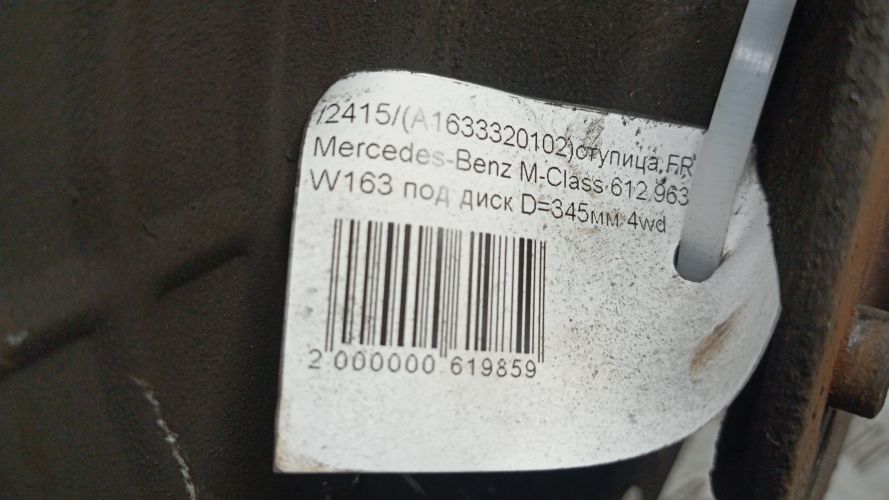 /2415/(A1633320102)ступица FR
Mercedes-Benz M-Class 612.963
W163 под диск D=345мм 4wd
2 000000 619859